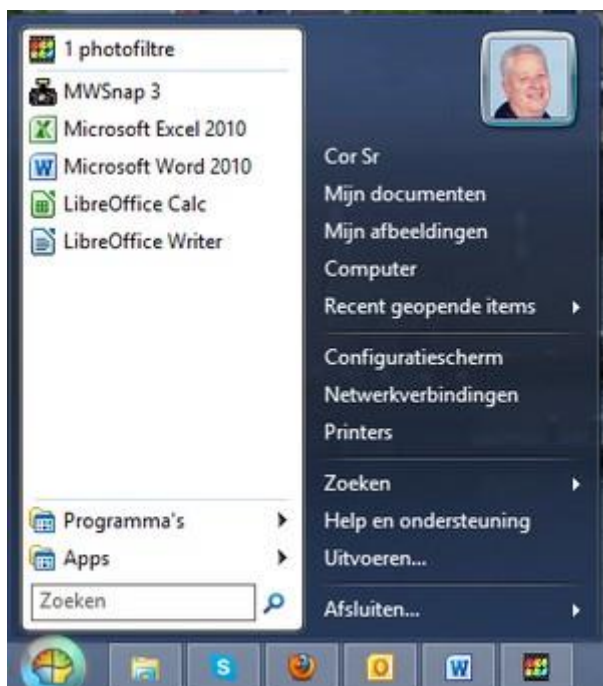 1 photofiltre
MWSnap 3
Microsoft Excel 2010
Microsoft Word 2010
LibreOffice Calc
LibreOffice Writer
Programma's
Apps
Zoeken
Cor Sr
Mijn documenten
Mijn afbeeldingen
Computer
Recent geopende items
Configuratiescherm
Netwerkverbindingen
Printers
Zoeken
Help en ondersteuning
Uitvoeren...
Afsluiten...